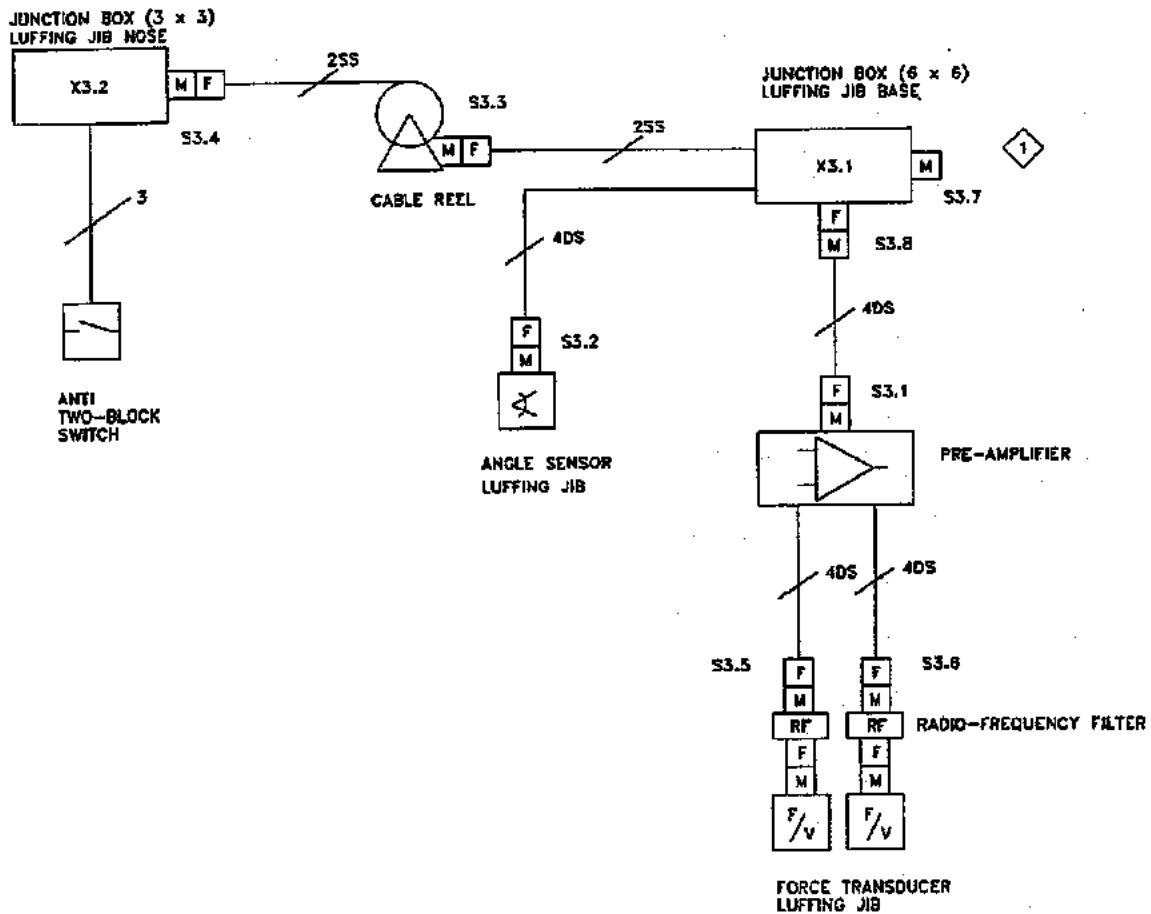 JUNCTION BOX (3 x 3)
LUFFING JIB NOSE
X3.2
M F
S3.4
2SS
S3.3
M F
CABLE REEL
2SS
JUNCTION BOX (6 x 6)
LUFFING JIB BASE
X3.1
M
S3.7
1
F
M
S3.8
3
ANTI
TWO-BLOCK
SWITCH
4DS
F
M
S3.2
ANGLE SENSOR
LUFFING JIB
4DS
F
M
S3.1
PRE-AMPLIFIER
4DS
4DS
S3.5
F
M
RF
F
M
F/V
S3.6
F
M
RF
F
M
F/V
RADIO-FREQUENCY FILTER
FORCE TRANSDUCER
LUFFING JIB